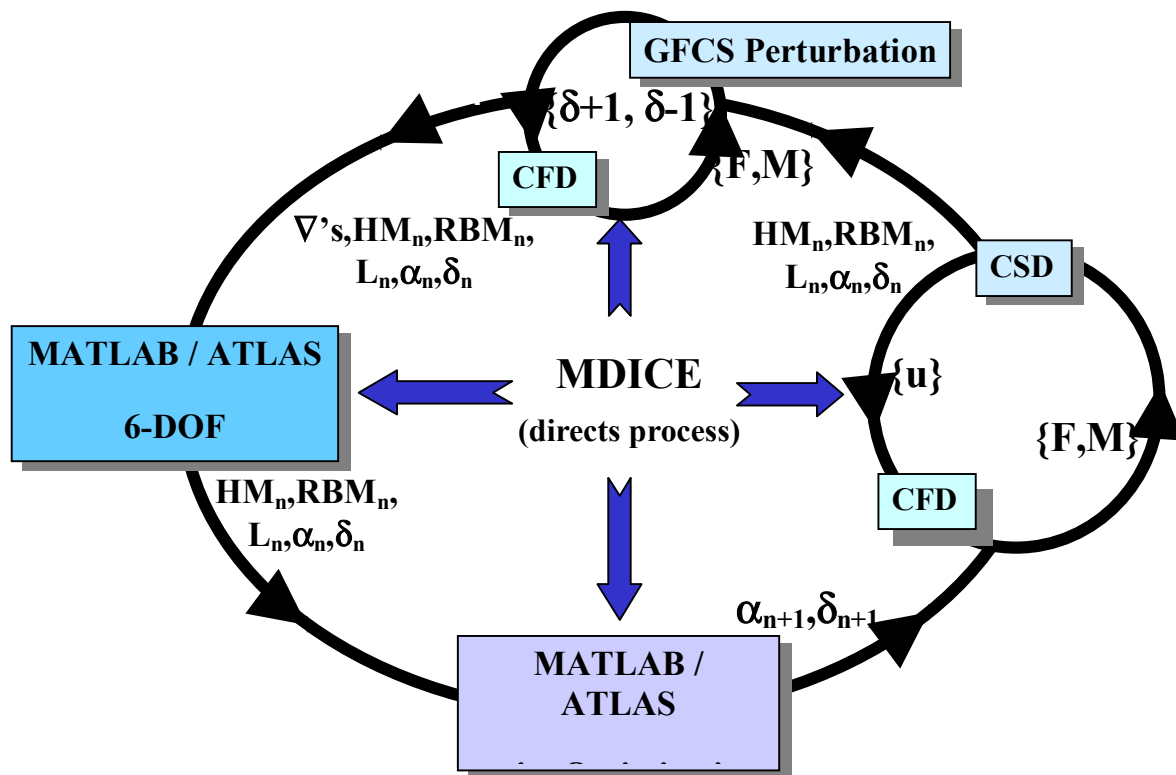 GFCS Perturbation
{δ+1, δ-1}
CFD
{F,M}
∇’s,HMₙ,RBMₙ,
Lₙ,αₙ,δₙ
HMₙ,RBMₙ,
Lₙ,αₙ,δₙ
CSD
MATLAB / ATLAS
6-DOF
MDICE
(directs process)
{u}
{F,M}
CFD
HMₙ,RBMₙ,
Lₙ,αₙ,δₙ
αₙ₊₁,δₙ₊₁
MATLAB /
ATLAS